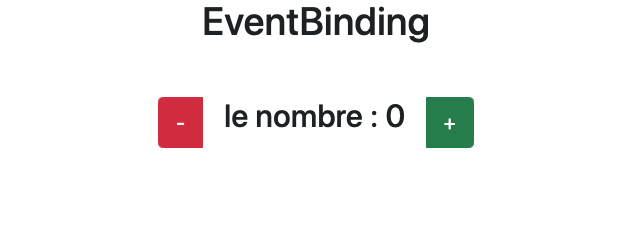 EventBinding
- le nombre : 0 +